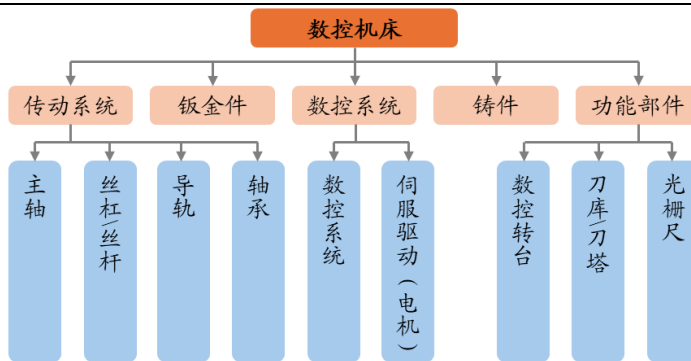 数控机床
传动系统
钣金件
数控系统
铸件
功能部件
主轴
丝杠/丝杆
导轨
轴承
数控系统
伺服驱动(电机)
数控转台
刀库/刀塔
光栅尺